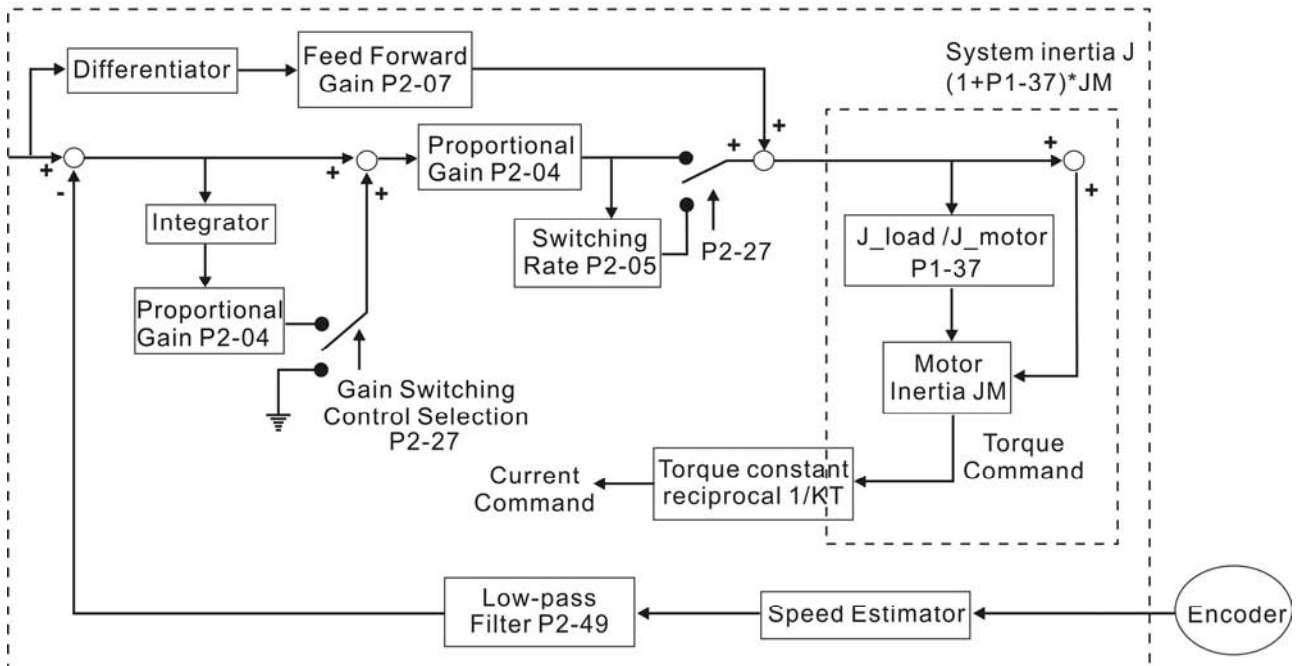 Differentiator
Feed Forward
Gain P2-07
System inertia J
(1+P1-37)*JM
+
+
+
-
+
+
Proportional
Gain P2-04
+
+
Integrator
Switching
Rate P2-05
P2-27
J_load /J_motor
P1-37
Proportional
Gain P2-04
Gain Switching
Control Selection
P2-27
Motor
Inertia JM
Torque
Command
Current
Command
Torque constant
reciprocal 1/KT
Low-pass
Filter P2-49
Speed Estimator
Encoder